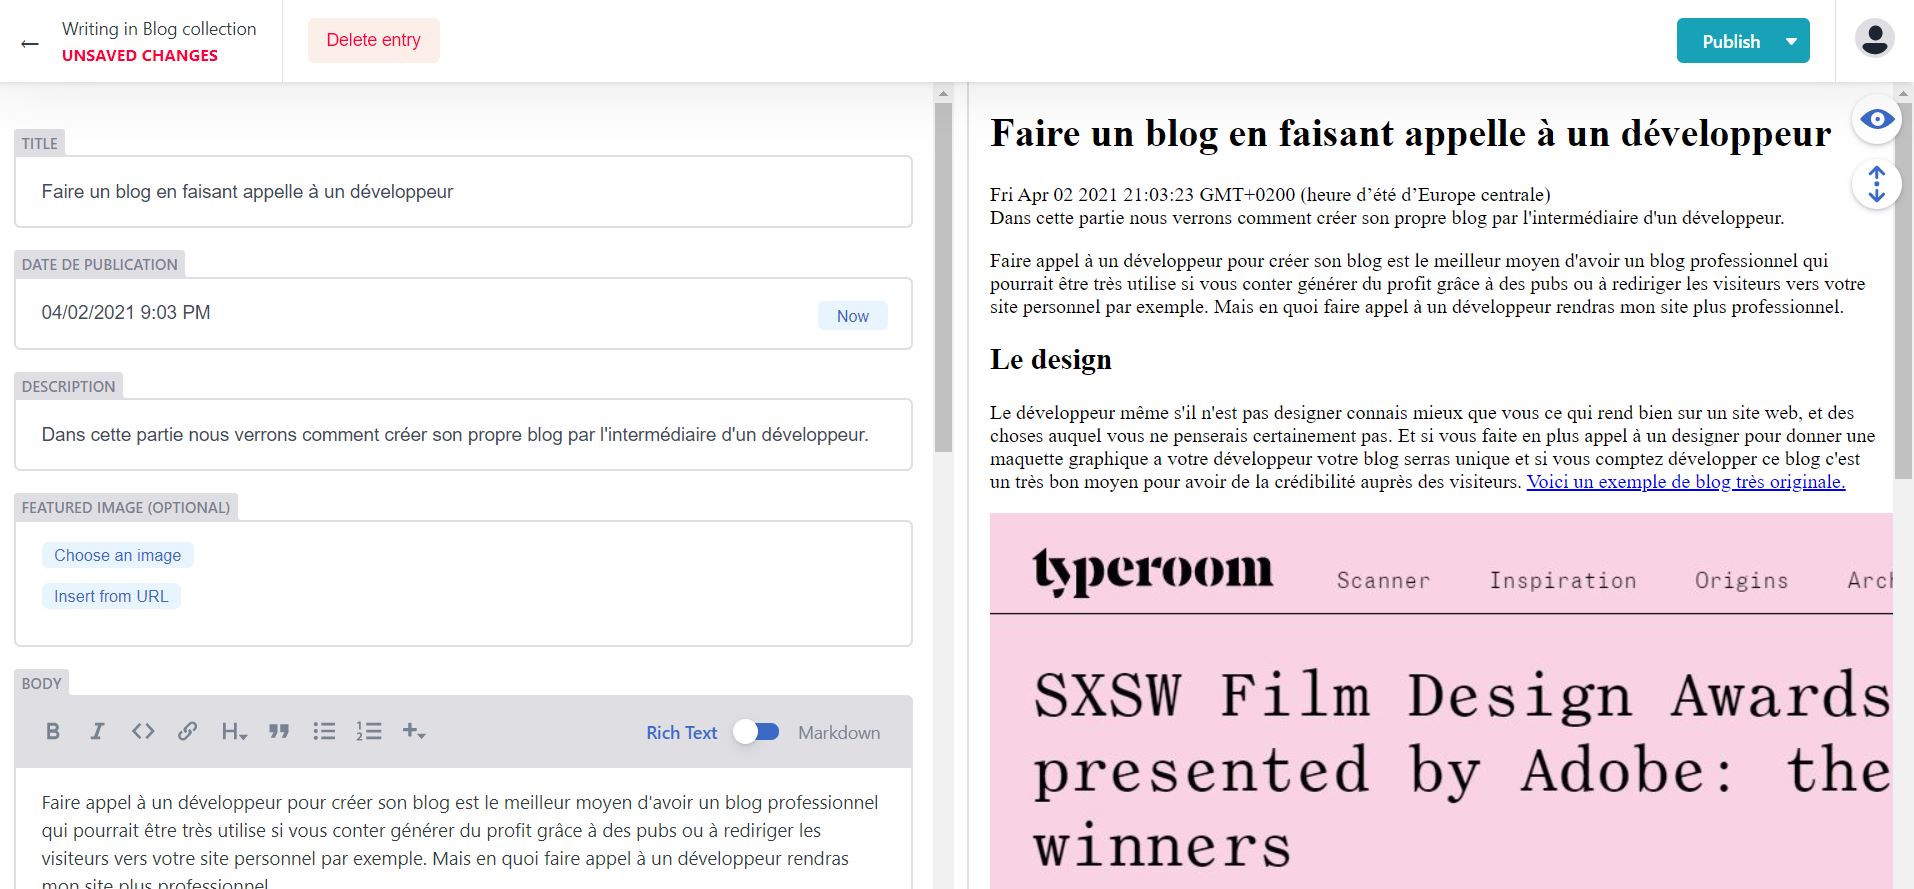 Writing in Blog collection
UNSAVED CHANGES
Delete entry
Publish
TITLE
Faire un blog en faisant appelle à un développeur
DATE DE PUBLICATION
04/02/2021 9:03 PM
Now
DESCRIPTION
Dans cette partie nous verrons comment créer son propre blog par l'intermédiaire d'un développeur.
FEATURED IMAGE (OPTIONAL)
Choose an image
Insert from URL
BODY
Rich Text
Markdown
Faire appel à un développeur pour créer son blog est le meilleur moyen d'avoir un blog professionnel
qui pourrait être très utilise si vous conter générer du profit grâce à des pubs ou à rediriger les
visiteurs vers votre site personnel par exemple. Mais en quoi faire appel à un développeur rendras
mon site plus professionnel
Faire un blog en faisant appelle à un développeur
Fri Apr 02 2021 21:03:23 GMT+0200 (heure d’été d’Europe centrale)
Dans cette partie nous verrons comment créer son propre blog par l'intermédiaire d'un développeur.
Faire appel à un développeur pour créer son blog est le meilleur moyen d'avoir un blog professionnel qui
pourrait être très utilise si vous conter générer du profit grâce à des pubs ou à rediriger les visiteurs vers votre
site personnel par exemple. Mais en quoi faire appel à un développeur rendras mon site plus professionnel.
Le design
Le développeur même s'il n'est pas designer connais mieux que vous ce qui rend bien sur un site web, et des
choses auquel vous ne penserais certainement pas. Et si vous faite en plus appel à un designer pour donner une
maquette graphique a votre développeur votre blog serras unique et si vous comptez développer ce blog c'est
un très bon moyen pour avoir de la crédibilité auprès des visiteurs. Voici un exemple de blog très originale.
typeroom
Scanner
Inspiration
Origins
Arch
SXSW Film Design Awards
presented by Adobe: the
winners